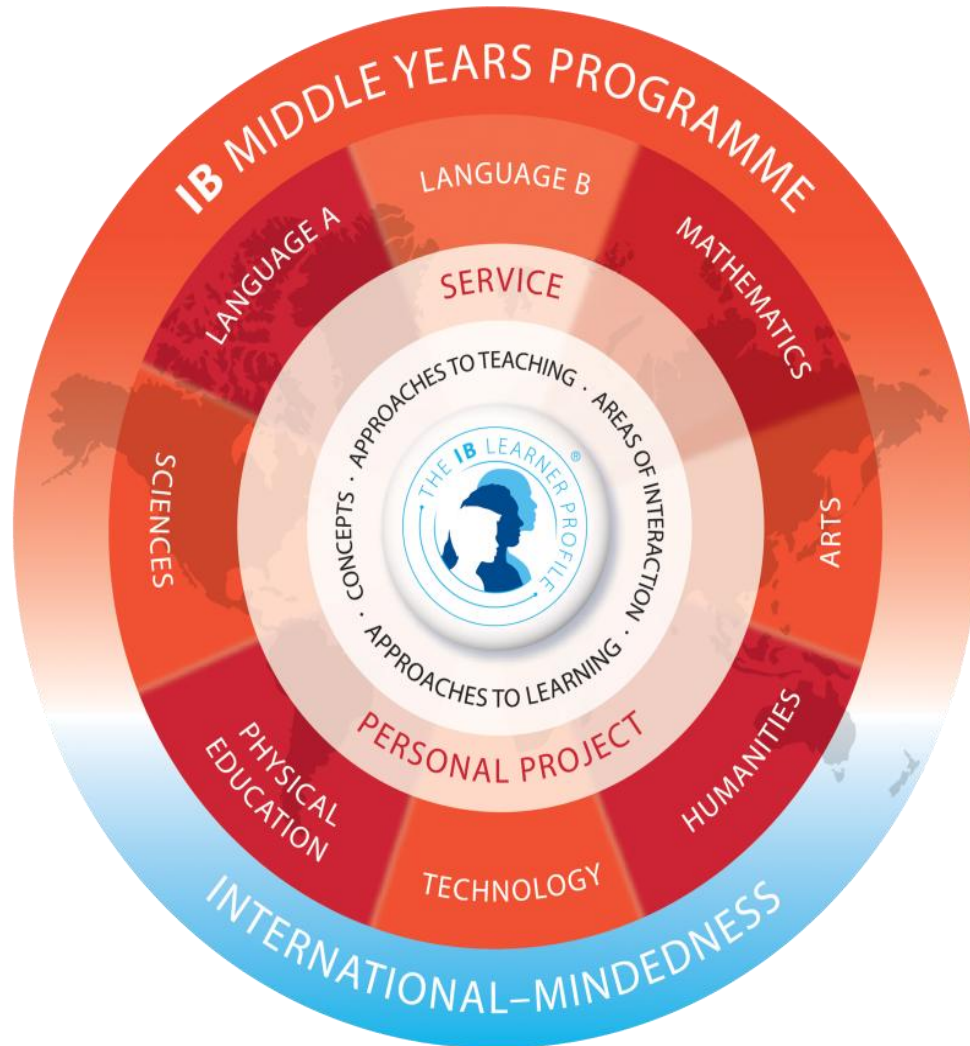 IB MIDDLE YEARS PROGRAMME
LANGUAGE A
LANGUAGE B
MATHEMATICS
SCIENCES
ARTS
PHYSICAL
EDUCATION
TECHNOLOGY
HUMANITIES
SERVICE
· CONCEPTS · APPROACHES TO TEACHING · AREAS OF INTERACTION · APPROACHES TO LEARNING
THE IB LEARNER PROFILE ®
PERSONAL PROJECT
INTERNATIONAL–MINDEDNESS